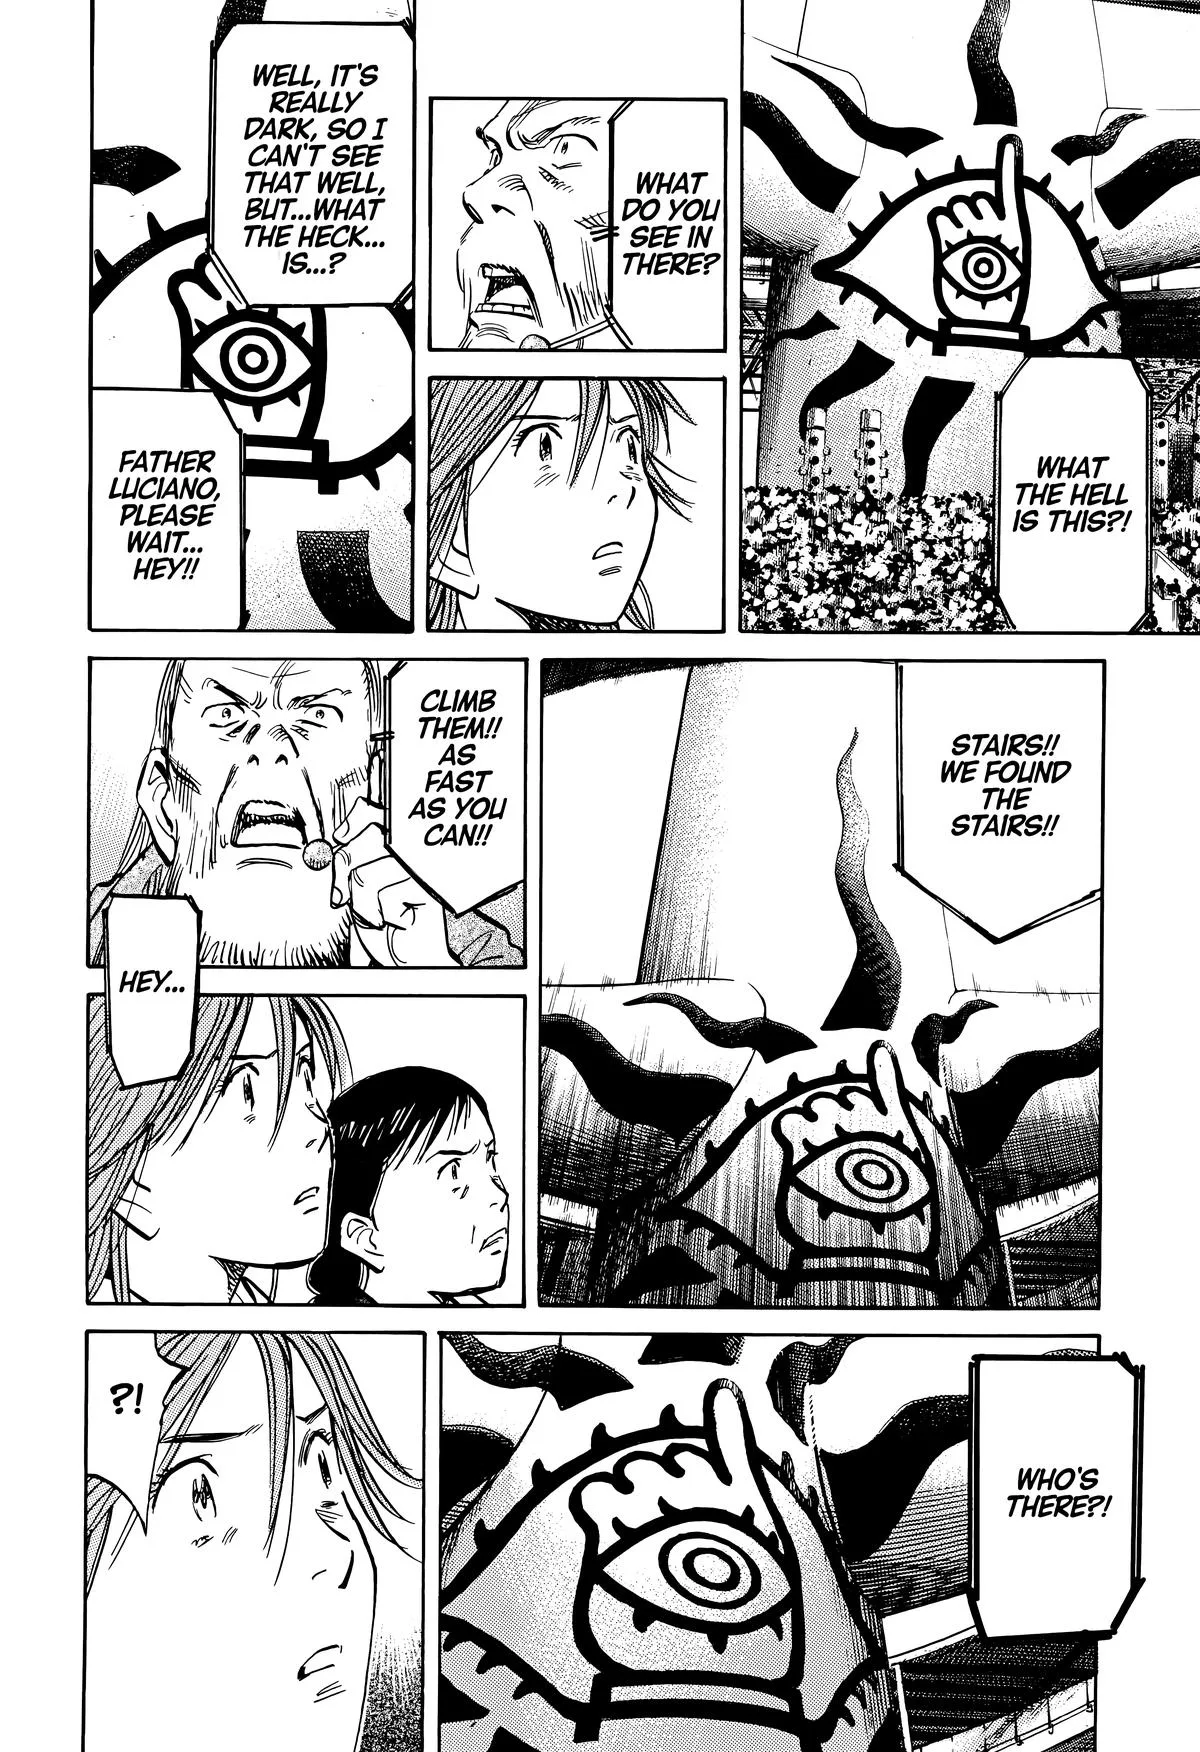 WHAT
THE HELL
IS THIS?!
WHAT
DO YOU
SEE IN
THERE?
WELL, IT'S
REALLY
DARK, SO I
CAN'T SEE
THAT WELL,
BUT...WHAT
THE HECK...
IS...?
FATHER
LUCIANO,
PLEASE
WAIT...
HEY!!
STAIRS!!
WE FOUND
THE
STAIRS!!
CLIMB
THEM!!
AS
FAST
AS YOU
CAN!!
HEY...
WHO'S
THERE?!
?!